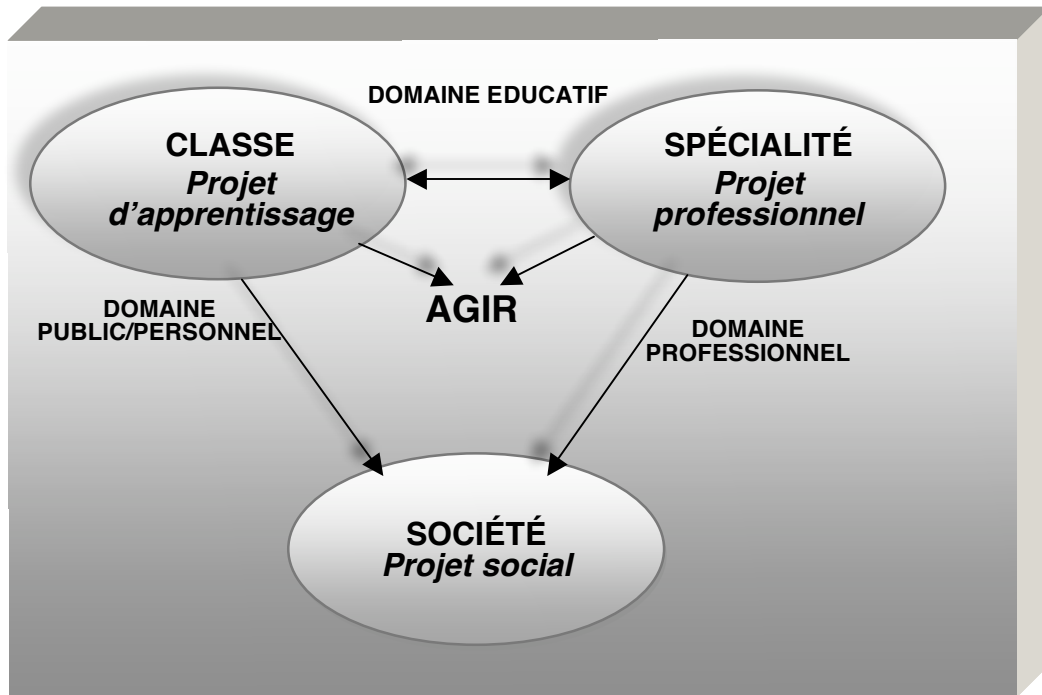 DOMAINE EDUCATIF
CLASSE
Projet
d'apprentissage
SPÉCIALITÉ
Projet
professionnel
AGIR
DOMAINE
PUBLIC/PERSONNEL
DOMAINE
PROFESSIONNEL
SOCIÉTÉ
Projet social